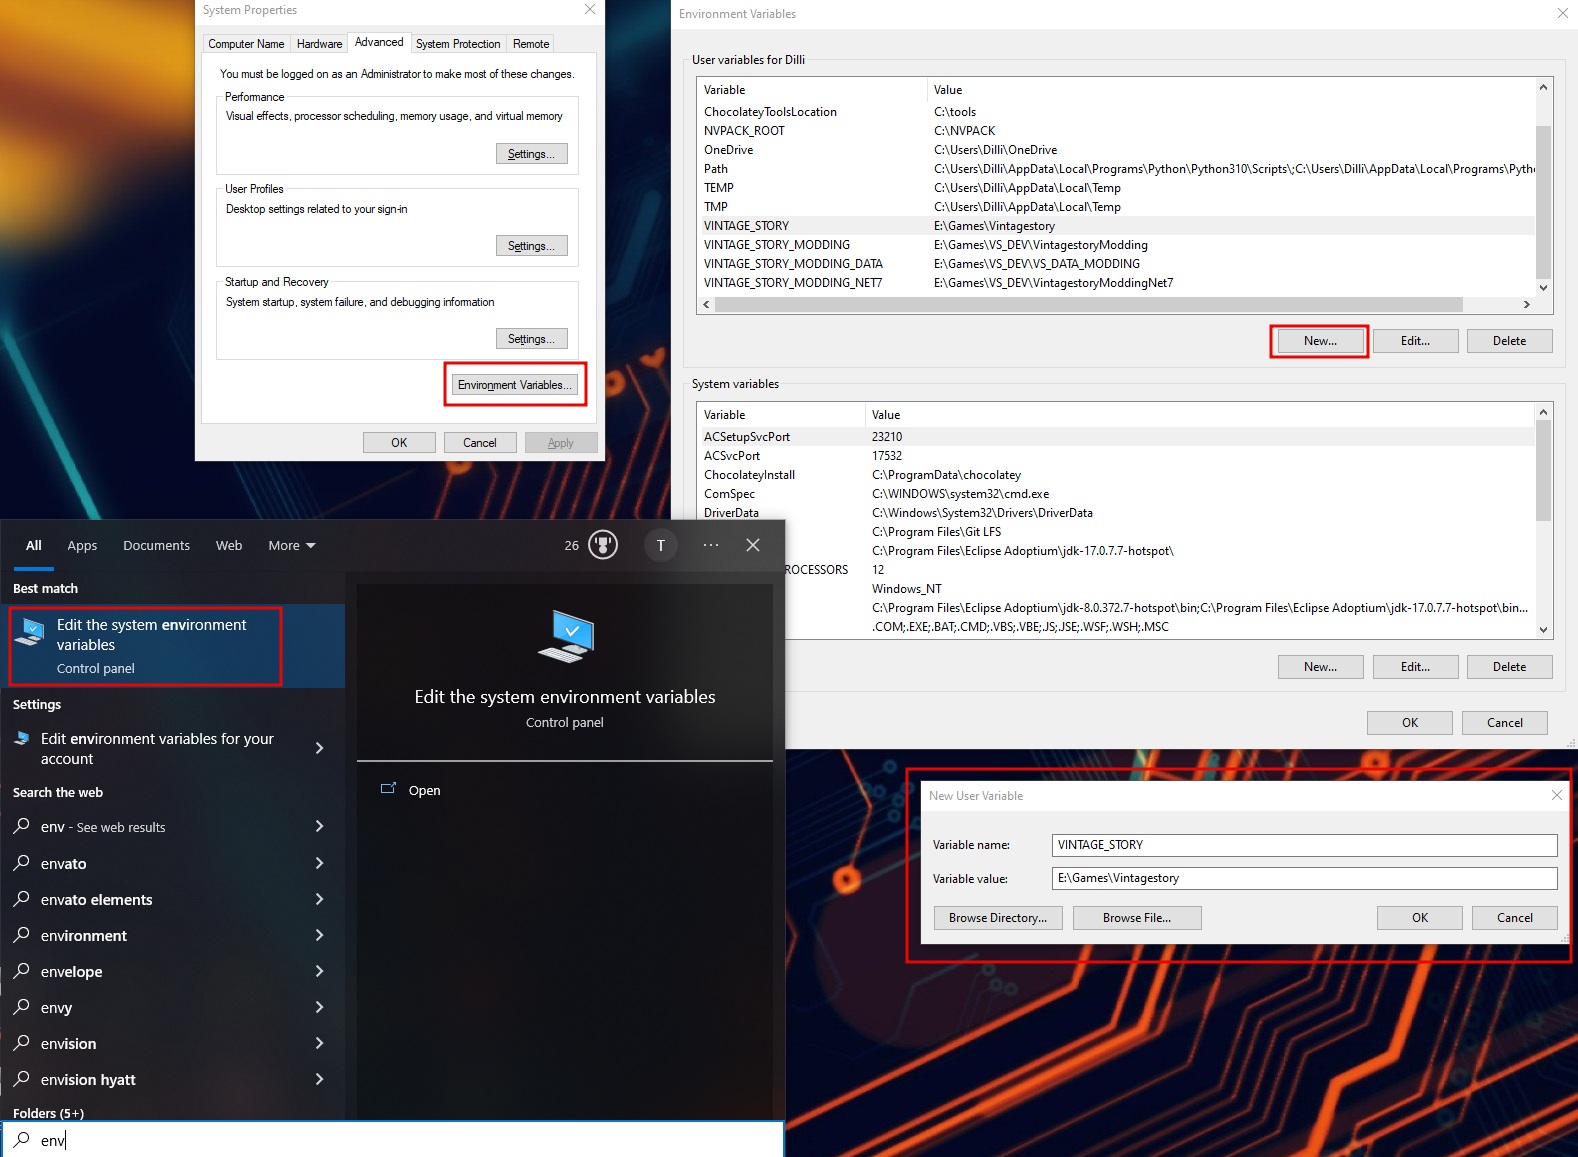 System Properties
Computer Name
Hardware
Advanced
System Protection
Remote
You must be logged on as an Administrator to make most of these changes.
Performance
Visual effects, processor scheduling, memory usage, and virtual memory
Settings...
User Profiles
Desktop settings related to your sign-in
Settings...
Startup and Recovery
System startup, system failure, and debugging information
Settings...
Environment Variables...
OK
Cancel
Apply
Environment Variables
User variables for Dilli
Variable Value
ChocolateyToolsLocation C:\tools
NVPACK_ROOT C:\NVPACK
OneDrive C:\Users\Dilli\OneDrive
Path C:\Users\Dilli\AppData\Local\Programs\Python\Python310\Scripts\;C:\Users\Dilli\AppData\Local\Programs\Pyth
TEMP C:\Users\Dilli\AppData\Local\Temp
TMP C:\Users\Dilli\AppData\Local\Temp
VINTAGE_STORY E:\Games\Vintagestory
VINTAGE_STORY_MODDING E:\Games\VS_DEV\VintagestoryModding
VINTAGE_STORY_MODDING_DATA E:\Games\VS_DEV\VS_DATA_MODDING
VINTAGE_STORY_MODDING_NET7 E:\Games\VS_DEV\VintagestoryModdingNet7
New...
Edit...
Delete
System variables
Variable Value
ACSetupSvcPort 23210
ACSvcPort 17532
ChocolateyInstall C:\ProgramData\chocolatey
ComSpec C:\WINDOWS\system32\cmd.exe
DriverData C:\Windows\System32\Drivers\DriverData
C:\Program Files\Git LFS
C:\Program Files\Eclipse Adoptium\jdk-17.0.7.7-hotspot\
ROCESSORS 12
Windows_NT
C:\Program Files\Eclipse Adoptium\jdk-8.0.372.7-hotspot\bin;C:\Program Files\Eclipse Adoptium\jdk-17.0.7.7-hotspot\bin...
.COM;.EXE;.BAT;.CMD;.VBS;.VBE;.JS;.JSE;.WSF;.WSH;.MSC
New...
Edit...
Delete
OK
Cancel
All
Apps
Documents
Web
More
26
T
Best match
Edit the system environment
variables
Control panel
Settings
Edit environment variables for your
account
Search the web
env - See web results
envato
envato elements
environment
envelope
envy
envision
envision hyatt
Folders (5+)
env
Edit the system environment variables
Control panel
Open
New User Variable
Variable name: VINTAGE_STORY
Variable value: E:\Games\Vintagestory
Browse Directory...
Browse File...
OK
Cancel